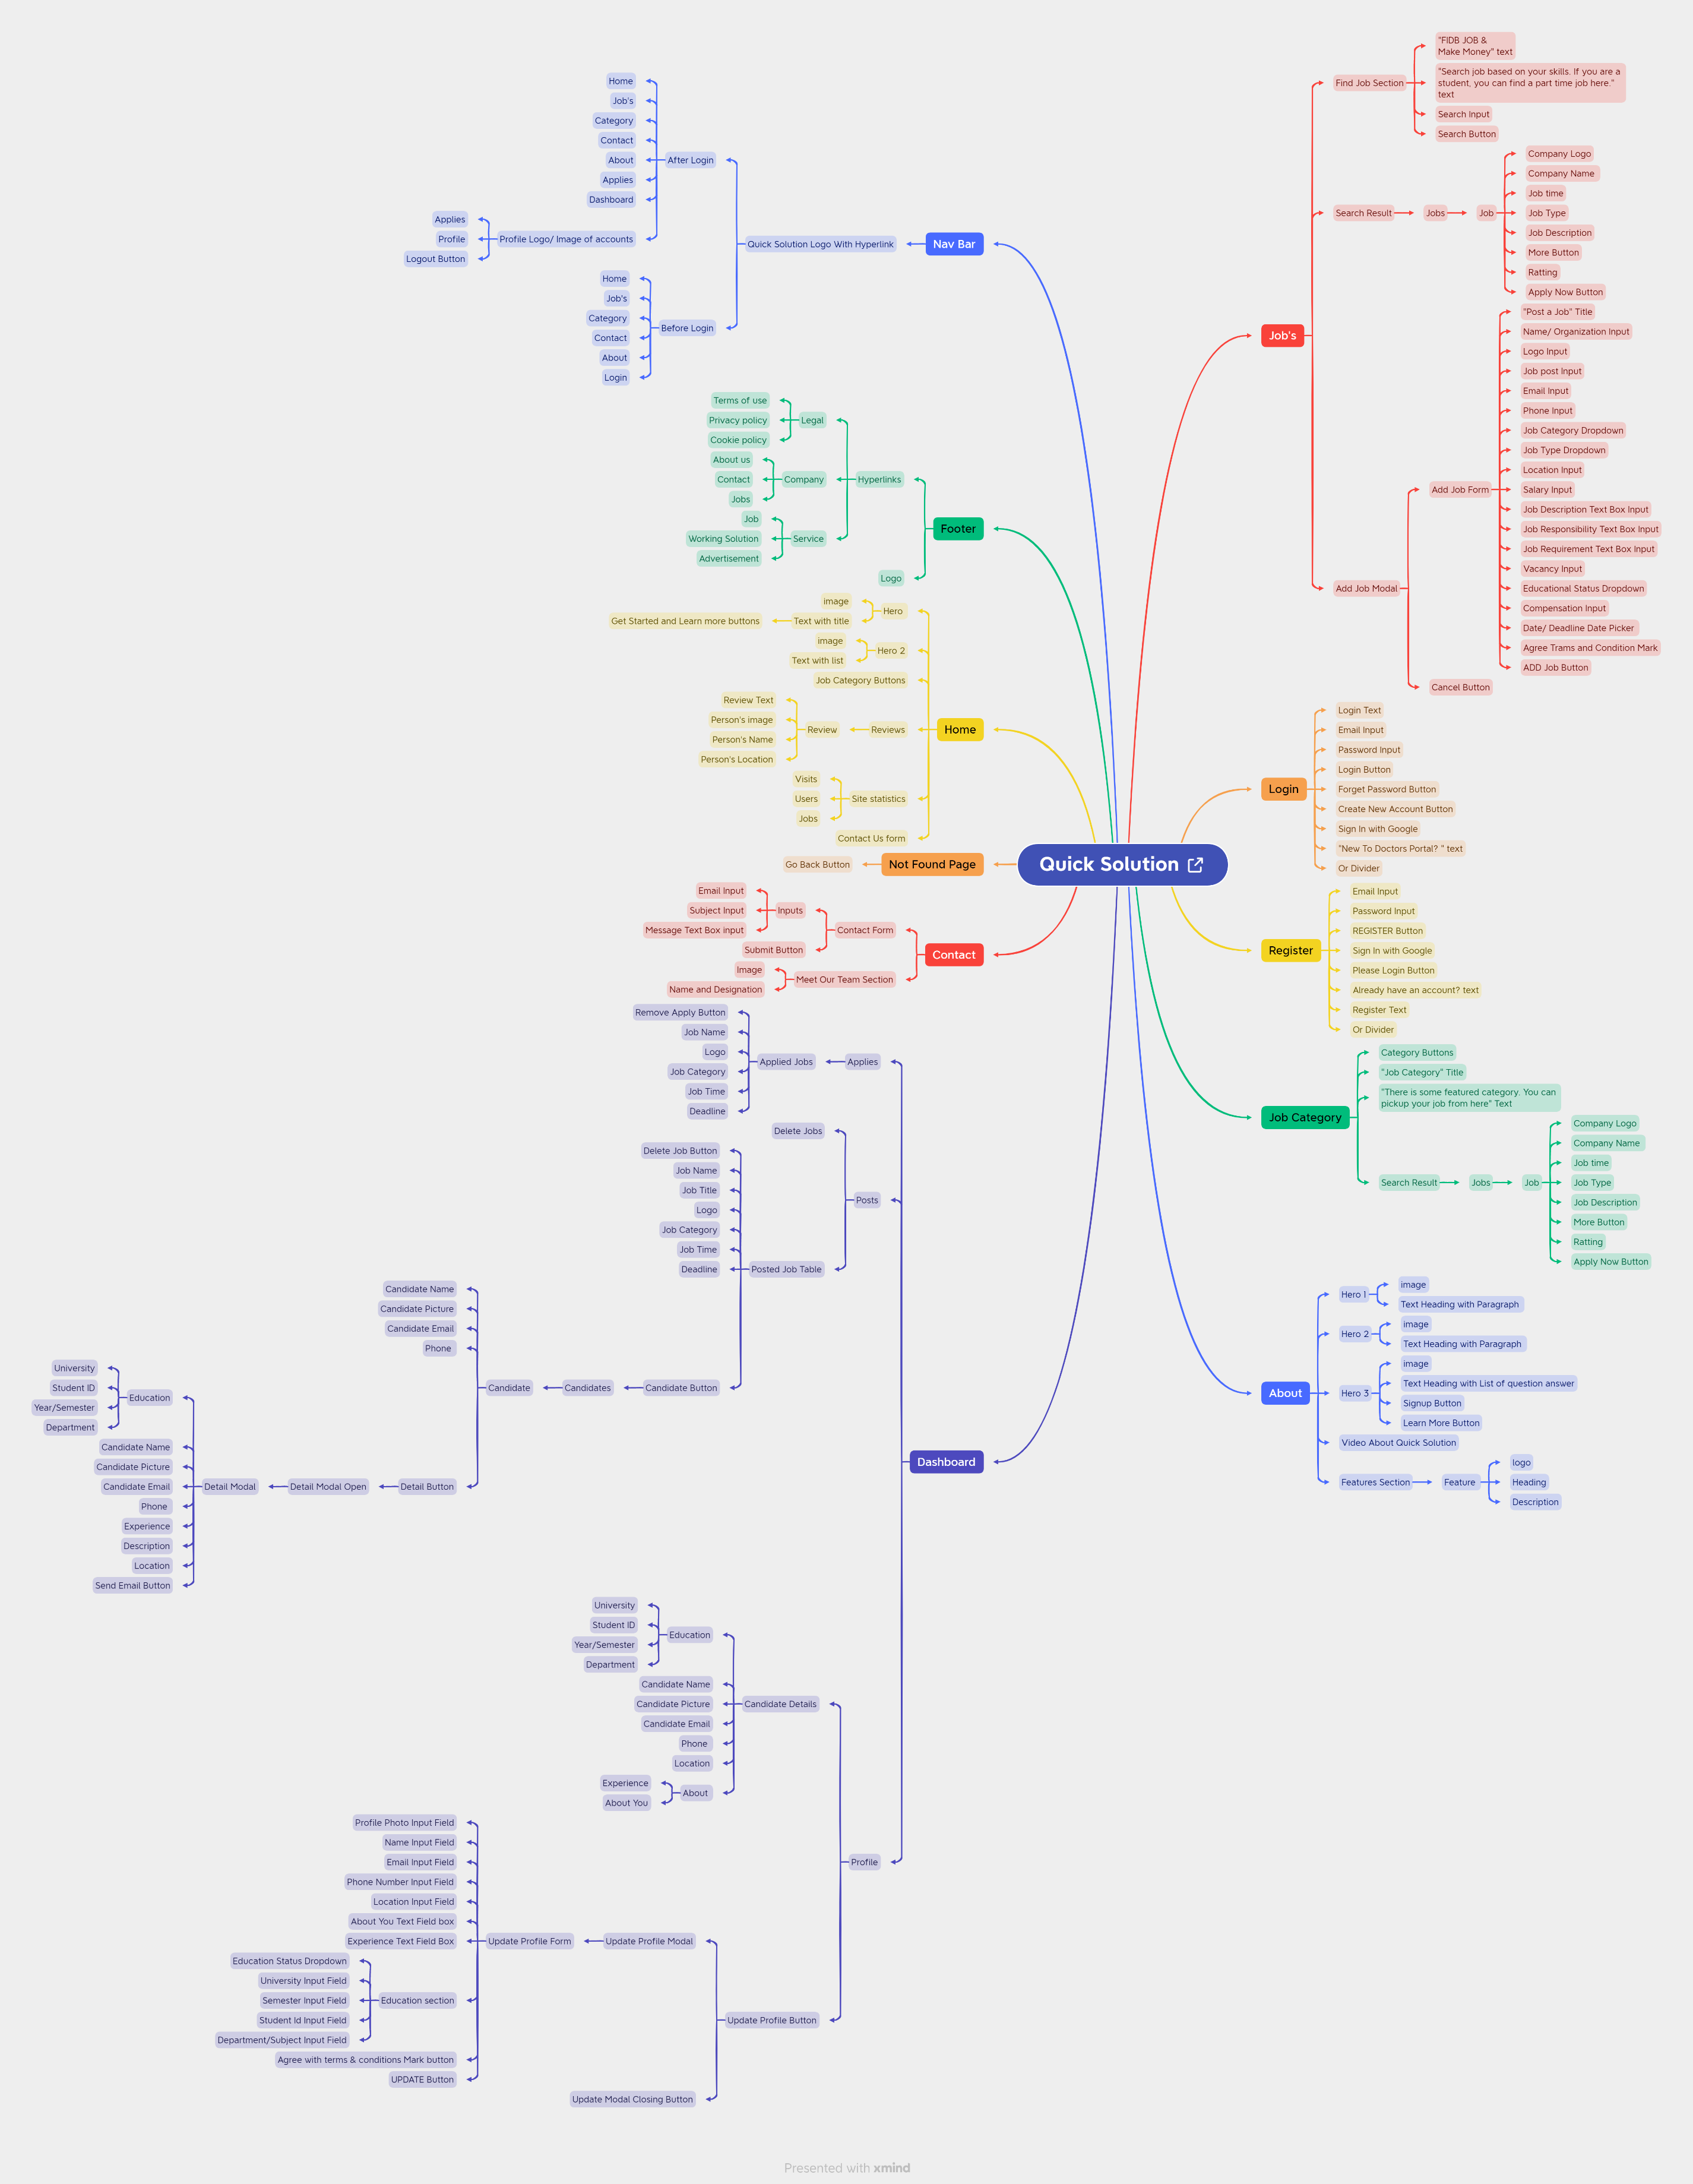 Quick Solution
Nav Bar
Quick Solution Logo With Hyperlink
After Login
Home
Job's
Category
Contact
About
Applies
Dashboard
Profile Logo/ Image of accounts
Applies
Profile
Logout Button
Before Login
Home
Job's
Category
Contact
About
Login
Footer
Hyperlinks
Legal
Terms of use
Privacy policy
Cookie policy
Company
About us
Contact
Jobs
Service
Job
Working Solution
Advertisement
Logo
Home
Hero
image
Text with title
Get Started and Learn more buttons
Hero 2
image
Text with list
Job Category Buttons
Reviews
Review
Review Text
Person's image
Person's Name
Person's Location
Site statistics
Visits
Users
Jobs
Contact Us form
Not Found Page
Go Back Button
Contact
Contact Form
Inputs
Email Input
Subject Input
Message Text Box input
Submit Button
Meet Our Team Section
Image
Name and Designation
Dashboard
Applies
Applied Jobs
Remove Apply Button
Job Name
Logo
Job Category
Job Time
Deadline
Posts
Delete Jobs
Posted Job Table
Delete Job Button
Job Name
Job Title
Logo
Job Category
Job Time
Deadline
Candidate Button
Candidates
Candidate
Candidate Name
Candidate Picture
Candidate Email
Phone
Detail Button
Detail Modal Open
Detail Modal
Education
University
Student ID
Year/Semester
Department
Candidate Name
Candidate Picture
Candidate Email
Phone
Experience
Description
Location
Send Email Button
Profile
Candidate Details
Education
University
Student ID
Year/Semester
Department
Candidate Name
Candidate Picture
Candidate Email
Phone
Location
About
Experience
About You
Update Profile Button
Update Profile Modal
Update Profile Form
Profile Photo Input Field
Name Input Field
Email Input Field
Phone Number Input Field
Location Input Field
About You Text Field box
Experience Text Field Box
Education section
Education Status Dropdown
University Input Field
Semester Input Field
Student Id Input Field
Department/Subject Input Field
Agree with terms & conditions Mark button
UPDATE Button
Update Modal Closing Button
Job's
Find Job Section
"FIDB JOB &
Make Money" text
"Search job based on your skills. If you are a
student, you can find a part time job here."
text
Search Input
Search Button
Search Result
Jobs
Job
Company Logo
Company Name
Job time
Job Type
Job Description
More Button
Ratting
Apply Now Button
Add Job Modal
Add Job Form
"Post a Job" Title
Name/ Organization Input
Logo Input
Job post Input
Email Input
Phone Input
Job Category Dropdown
Job Type Dropdown
Location Input
Salary Input
Job Description Text Box Input
Job Responsibility Text Box Input
Job Requirement Text Box Input
Vacancy Input
Educational Status Dropdown
Compensation Input
Date/ Deadline Date Picker
Agree Trams and Condition Mark
ADD Job Button
Cancel Button
Login
Login Text
Email Input
Password Input
Login Button
Forget Password Button
Create New Account Button
Sign In with Google
"New To Doctors Portal? " text
Or Divider
Register
Email Input
Password Input
REGISTER Button
Sign In with Google
Please Login Button
Already have an account? text
Register Text
Or Divider
Job Category
Category Buttons
"Job Category" Title
"There is some featured category. You can
pickup your job from here" Text
Search Result
Jobs
Job
Company Logo
Company Name
Job time
Job Type
Job Description
More Button
Ratting
Apply Now Button
About
Hero 1
image
Text Heading with Paragraph
Hero 2
image
Text Heading with Paragraph
Hero 3
image
Text Heading with List of question answer
Signup Button
Learn More Button
Video About Quick Solution
Features Section
Feature
logo
Heading
Description
Presented with xmind